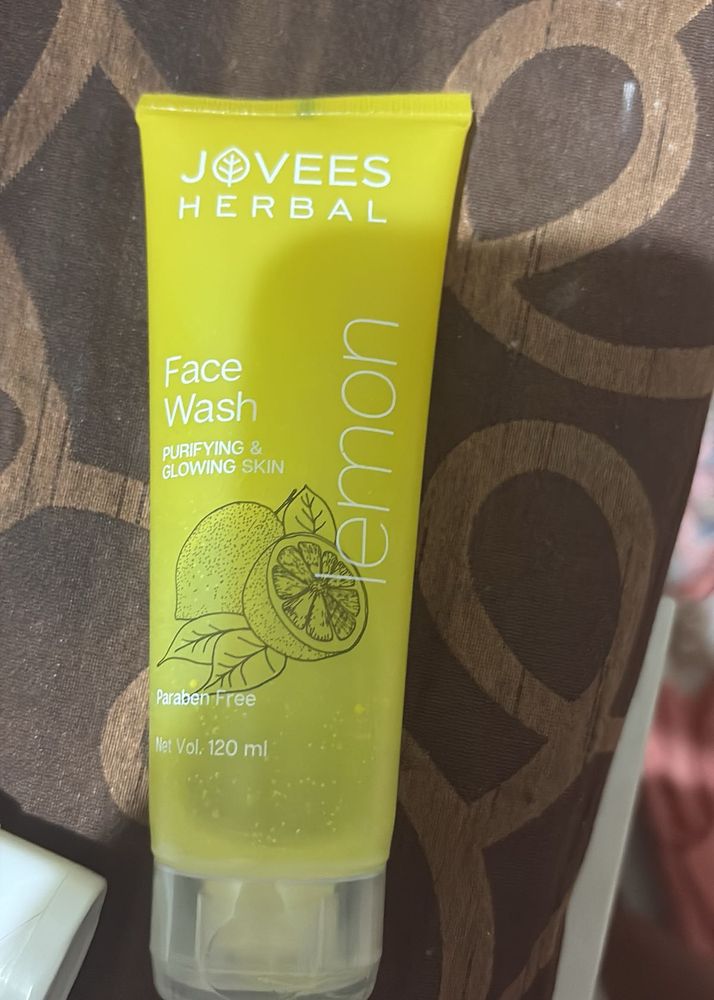 JOVEES
HERBAL
Face
Wash
PURIFYING &
GLOWING SKIN
lemon
Paraben Free
Net Vol. 120 ml